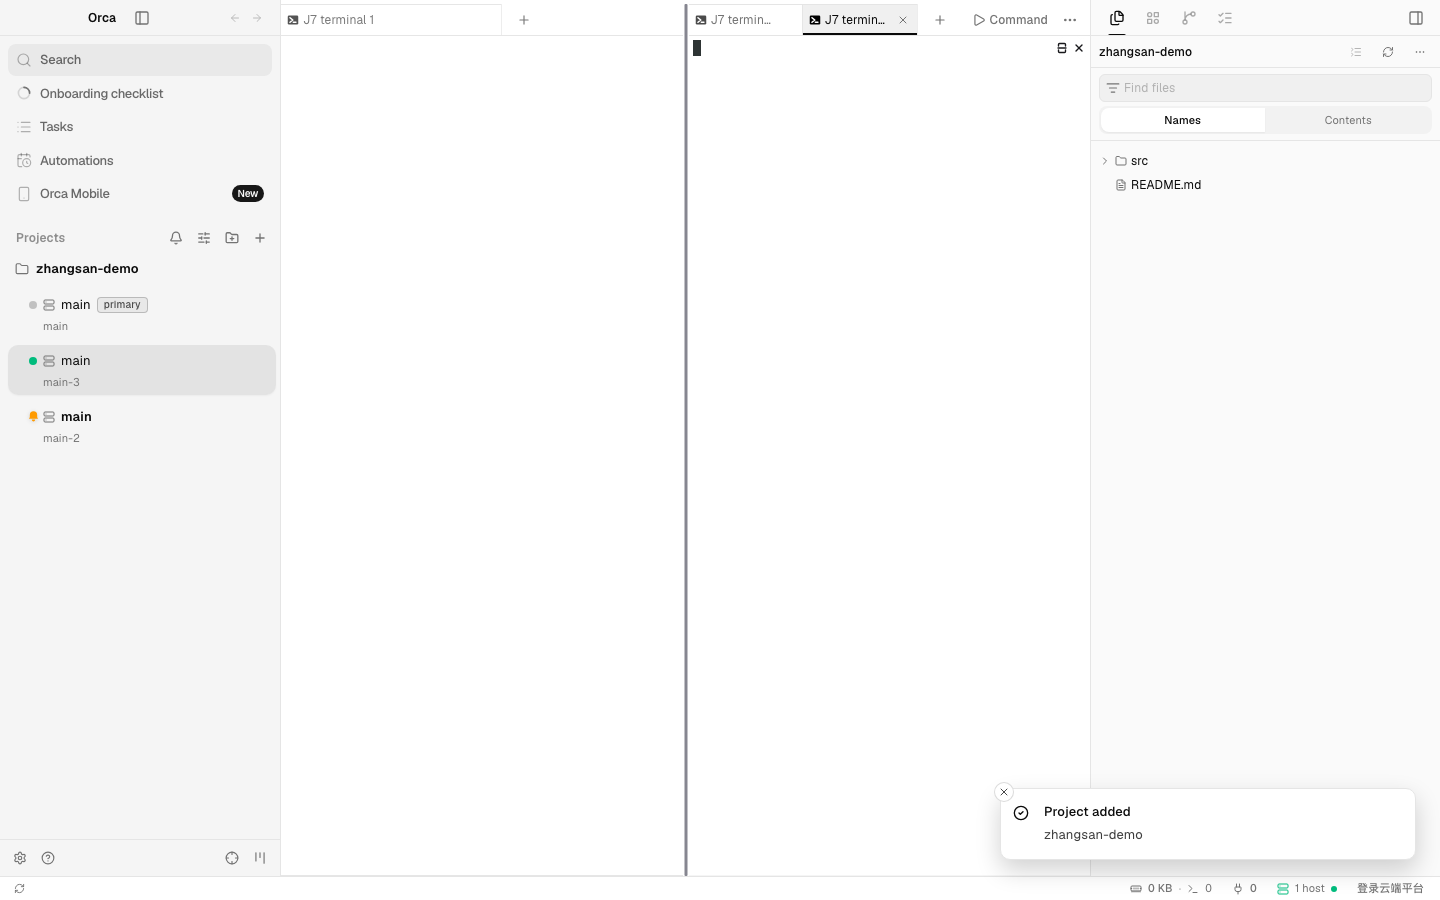 Orca
J7 terminal 1
J7 termin...
J7 termin...
Command
Search
Onboarding checklist
Tasks
Automations
Orca Mobile
New
Projects
zhangsan-demo
main
primary
main
main
main-3
main
main-2
zhangsan-demo
Find files
Names
Contents
src
README.md
Project added
zhangsan-demo
0 KB · 0
0
1 host
登录云端平台